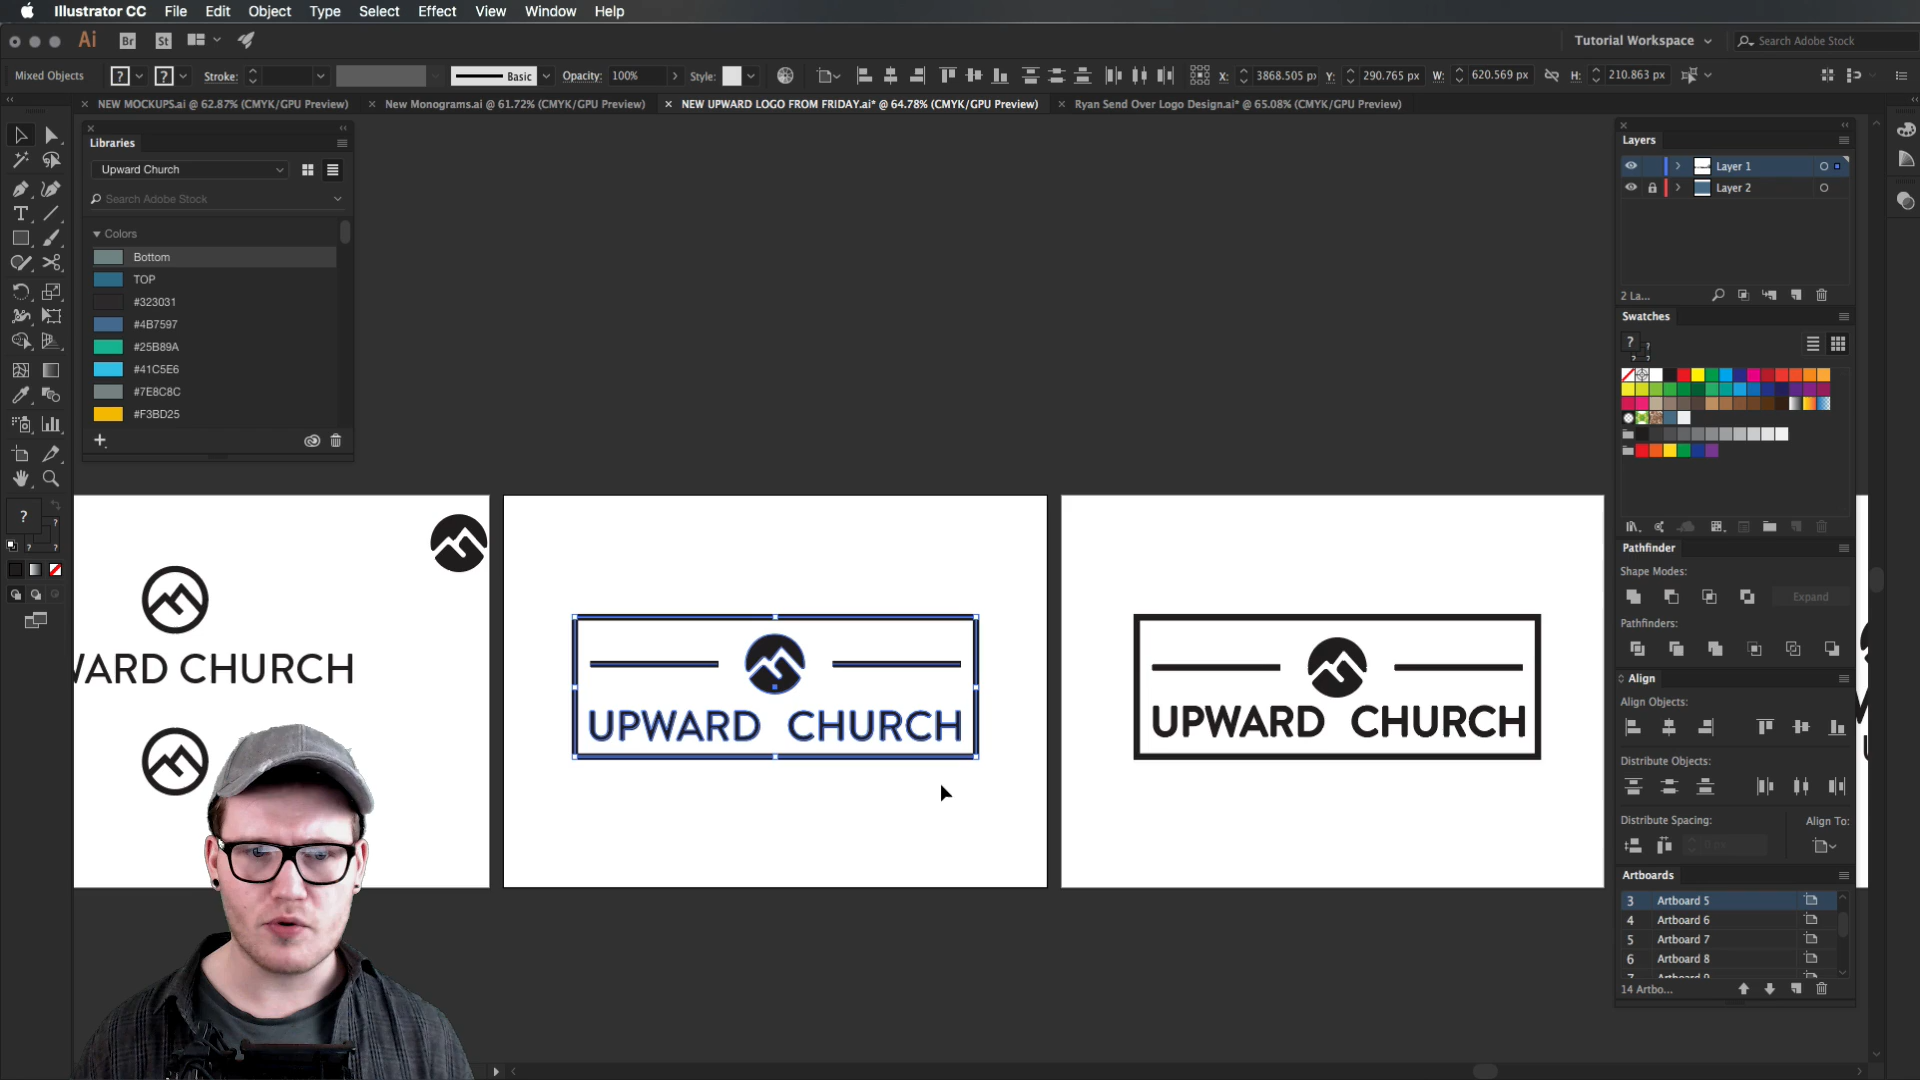 Illustrator CC File Edit Object Type Select Effect View Window Help
Ai Br St Tutorial Workspace Search Adobe Stock
Mixed Objects ? ? Stroke: Basic Opacity: 100% Style: X: 3868.505 px Y: 290.765 px W: 620.569 px H: 210.863 px
NEW MOCKUPS.ai @ 62.87% (CMYK/GPU Preview) New Monograms.ai @ 61.72% (CMYK/GPU Preview) NEW UPWARD LOGO FROM FRIDAY.ai* @ 64.78% (CMYK/GPU Preview) Ryan Send Over Logo Design.ai* @ 65.08% (CMYK/GPU Preview)
Libraries
Upward Church
Search Adobe Stock
Colors
Bottom
TOP
#323031
#4B7597
#25B89A
#41C5E6
#7E8C8C
#F3BD25
WARD CHURCH
UPWARD CHURCH
UPWARD CHURCH
Layers
Layer 1
Layer 2
2 La...
Swatches
Pathfinder
Shape Modes:
Expand
Pathfinders:
Align
Align Objects:
Distribute Objects:
Distribute Spacing: Align To:
Artboards
3 Artboard 5
4 Artboard 6
5 Artboard 7
6 Artboard 8
7 Artboard 9
14 Artbo...